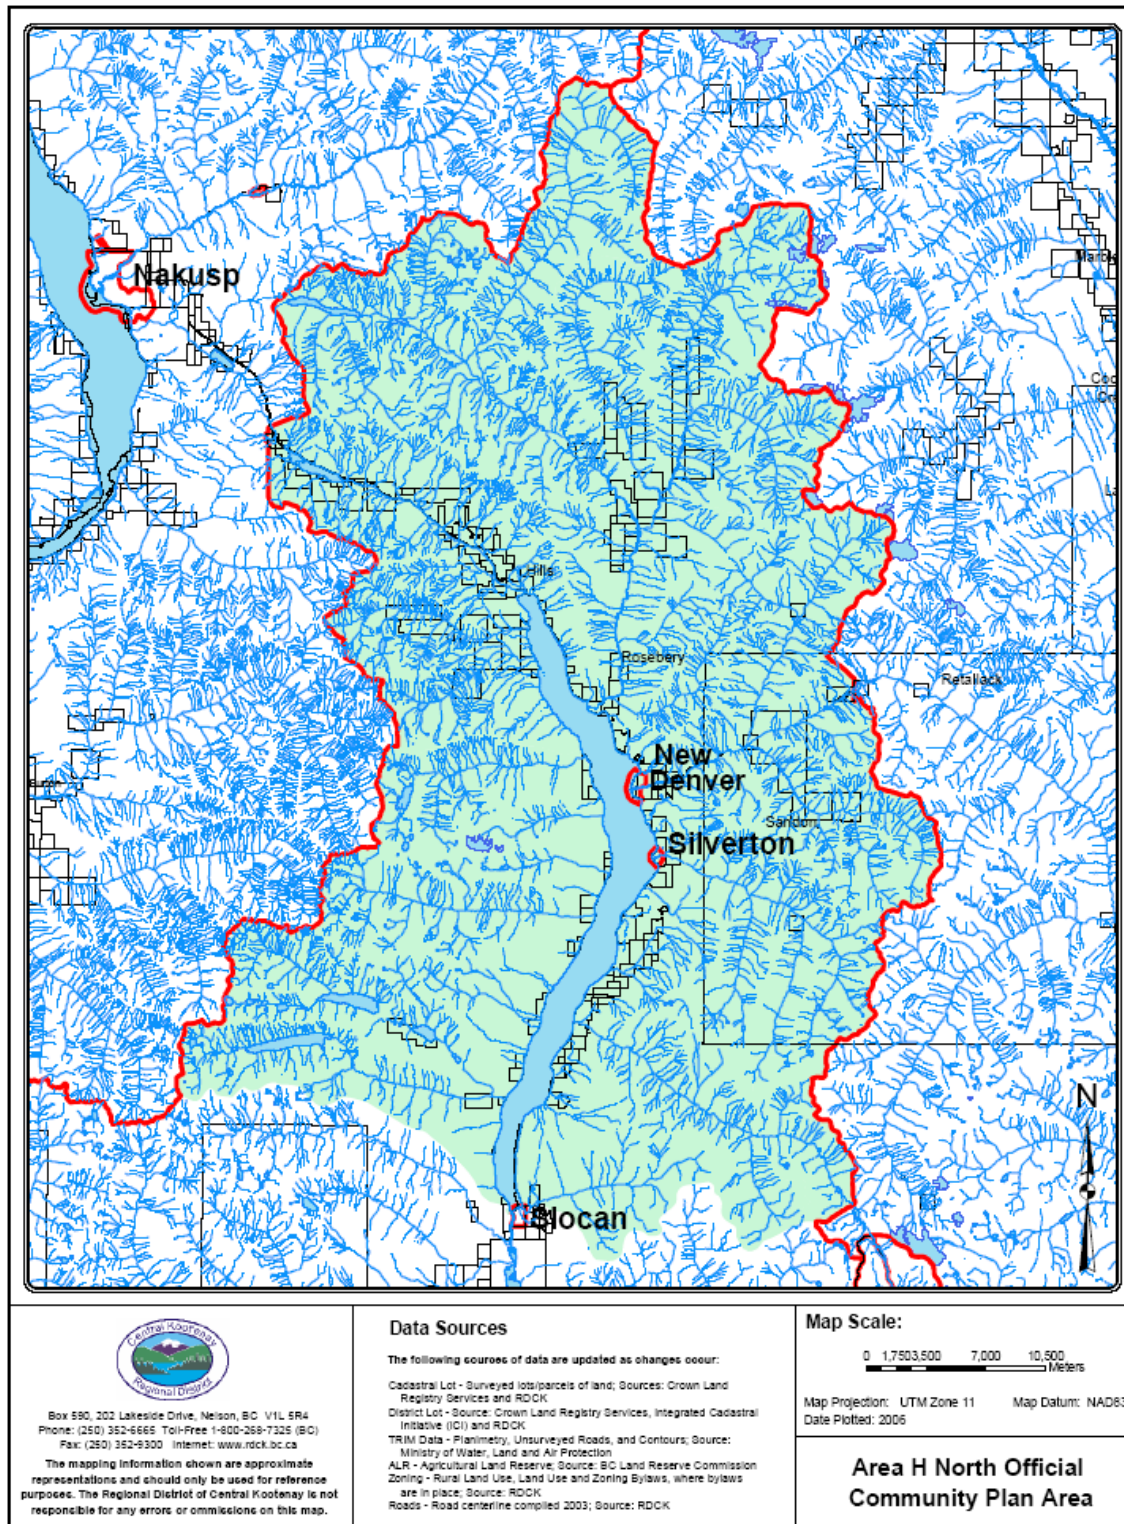 Nakusp
Hills
Rosebery
Retallack
New
Denver
Sandon
Silverton
Slocan
N
Central Kootenay
Regional District
Box 590, 202 Lakeside Drive, Nelson, BC V1L 5R4
Phone: (250) 352-6665 Toll-Free 1-800-268-7325 (BC)
Fax: (250) 352-9300 Internet: www.rdck.bc.ca
The mapping information shown are approximate
representations and should only be used for reference
purposes. The Regional District of Central Kootenay is not
responsible for any errors or ommissions on this map.
Data Sources
The following sources of data are updated as changes occur:
Cadastral Lot - Surveyed lots/parcels of land; Sources: Crown Land
Registry Services and RDCK
District Lot - Source: Crown Land Registry Services, Integrated Cadastral
Initiative (ICI) and RDCK
TRIM Data - Planimetry, Unsurveyed Roads, and Contours; Source:
Ministry of Water, Land and Air Protection
ALR - Agricultural Land Reserve; Source: BC Land Reserve Commission
Zoning - Rural Land Use, Land Use and Zoning Bylaws, where bylaws
are in place; Source: RDCK
Roads - Road centerline compiled 2003; Source: RDCK
Map Scale:
0 1,750 3,500 7,000 10,500
Meters
Map Projection: UTM Zone 11 Map Datum: NAD83
Date Plotted: 2006
Area H North Official
Community Plan Area